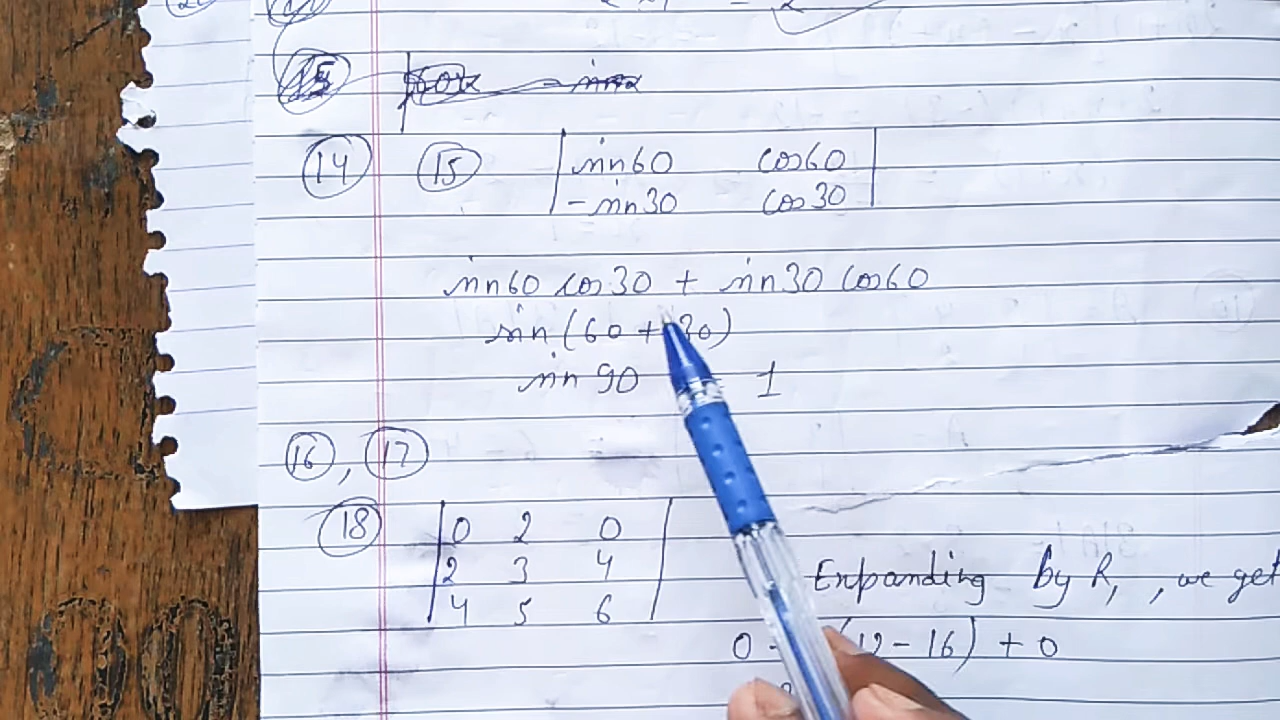 14 15 | sin60 cos60 |
| -sin30 cos30 |
sin60 cos30 + sin30 cos60
sin (60 + 30)
sin 90 1
16, 17
18 | 0 2 0 |
| 2 3 4 | Expanding by R₁, we get
| 4 5 6 |
0 - (12 - 16) + 0